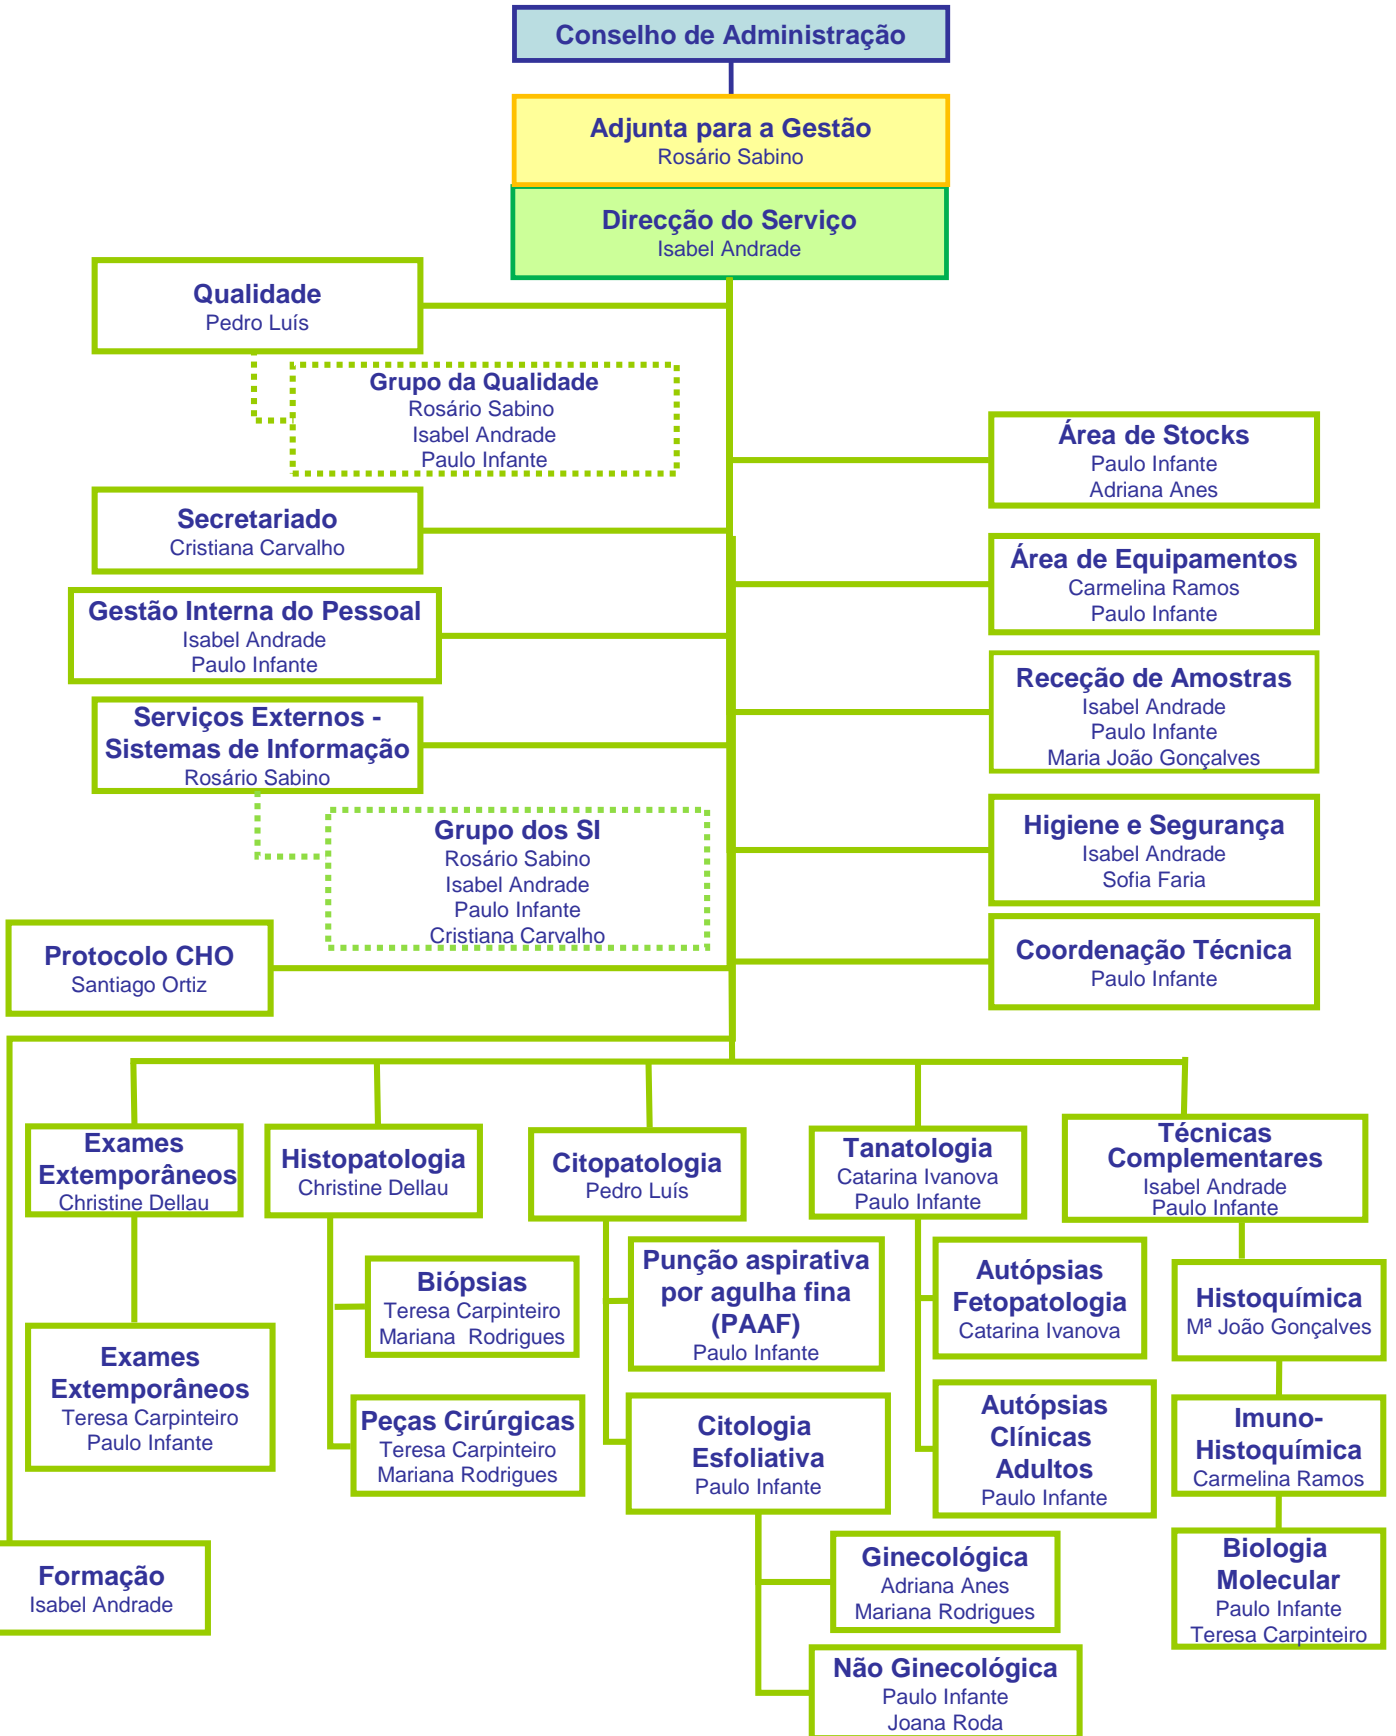 Conselho de Administração
Adjunta para a Gestão
Rosário Sabino
Direcção do Serviço
Isabel Andrade
Qualidade
Pedro Luís
Grupo da Qualidade
Rosário Sabino
Isabel Andrade
Paulo Infante
Área de Stocks
Paulo Infante
Adriana Anes
Secretariado
Cristiana Carvalho
Área de Equipamentos
Carmelina Ramos
Paulo Infante
Gestão Interna do Pessoal
Isabel Andrade
Paulo Infante
Receção de Amostras
Isabel Andrade
Paulo Infante
Maria João Gonçalves
Serviços Externos -
Sistemas de Informação
Rosário Sabino
Grupo dos SI
Rosário Sabino
Isabel Andrade
Paulo Infante
Cristiana Carvalho
Higiene e Segurança
Isabel Andrade
Sofia Faria
Protocolo CHO
Santiago Ortiz
Coordenação Técnica
Paulo Infante
Exames
Extemporâneos
Christine Dellau
Histopatologia
Christine Dellau
Citopatologia
Pedro Luís
Tanatologia
Catarina Ivanova
Paulo Infante
Técnicas
Complementares
Isabel Andrade
Paulo Infante
Biópsias
Teresa Carpinteiro
Mariana  Rodrigues
Punção aspirativa
por agulha fina
(PAAF)
Paulo Infante
Autópsias
Fetopatologia
Catarina Ivanova
Histoquímica
Mª João Gonçalves
Exames
Extemporâneos
Teresa Carpinteiro
Paulo Infante
Peças Cirúrgicas
Teresa Carpinteiro
Mariana Rodrigues
Citologia
Esfoliativa
Paulo Infante
Autópsias
Clínicas
Adultos
Paulo Infante
Imuno-
Histoquímica
Carmelina Ramos
Formação
Isabel Andrade
Ginecológica
Adriana Anes
Mariana Rodrigues
Biologia
Molecular
Paulo Infante
Teresa Carpinteiro
Não Ginecológica
Paulo Infante
Joana Roda